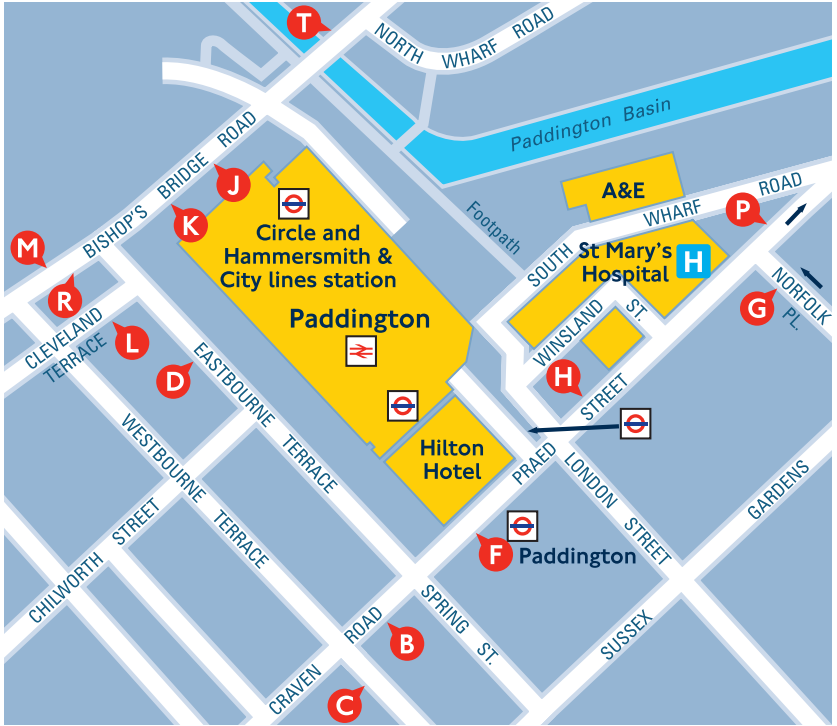 T
NORTH WHARF ROAD
Paddington Basin
BISHOP'S BRIDGE ROAD
J
K
M
R
Circle and
Hammersmith &
City lines station
Paddington
Footpath
A&E
SOUTH WHARF ROAD
P
St Mary's
Hospital
H
WINSLAND ST.
G
NORFOLK PL.
H
CLEVELAND
TERRACE
L
D
EASTBOURNE TERRACE
Hilton
Hotel
PRAED STREET
WESTBOURNE TERRACE
LONDON STREET
SUSSEX GARDENS
CHILWORTH STREET
F
Paddington
SPRING ST.
B
CRAVEN ROAD
C